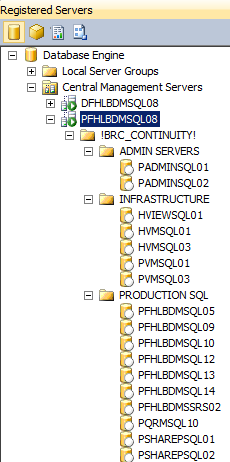 Registered Servers
Database Engine
Local Server Groups
Central Management Servers
DFHLBDMSQL08
PFHLBDMSQL08
!BRC_CONTINUITY!
ADMIN SERVERS
PADMINSQL01
PADMINSQL02
INFRASTRUCTURE
HVIEWSQL01
HVMSQL01
HVMSQL03
PVMSQL01
PVMSQL03
PRODUCTION SQL
PFHLBDMSQL05
PFHLBDMSQL09
PFHLBDMSQL10
PFHLBDMSQL12
PFHLBDMSQL13
PFHLBDMSQL14
PFHLBDMSSRS02
PQRMSQL10
PSHAREPSQL01
PSHAREPSQL02